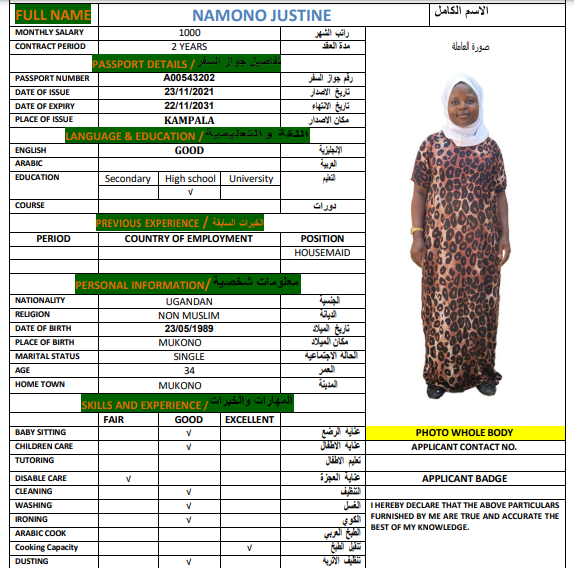 FULL NAME NAMONO JUSTINE الاسم الكامل
MONTHLY SALARY 1000 راتب الشهر
CONTRACT PERIOD 2 YEARS مدة العقد
صورة العاملة
PASSPORT DETAILS / تفاصيل جواز السفر
PASSPORT NUMBER A00543202 رقم جواز السفر
DATE OF ISSUE 23/11/2021 تاريخ الاصدار
DATE OF EXPIRY 22/11/2031 تاريخ الانتهاء
PLACE OF ISSUE KAMPALA مكان الاصدار
LANGUAGE & EDUCATION / اللغة و التعليمية
ENGLISH GOOD الإنجليزية
ARABIC العربية
EDUCATION Secondary High school University التعليم
√
COURSE دورات
PREVIOUS EXPERIENCE / الخبرات السابقة
PERIOD COUNTRY OF EMPLOYMENT POSITION
HOUSEMAID
PERSONAL INFORMATION / معلومات شخصية
NATIONALITY UGANDAN الجنسية
RELIGION NON MUSLIM الديانة
DATE OF BIRTH 23/05/1989 تاريخ الميلاد
PLACE OF BIRTH MUKONO مكان الميلاد
MARITAL STATUS SINGLE الحالة الاجتماعية
AGE 34 العمر
HOME TOWN MUKONO المدينة
SKILLS AND EXPERIENCE / المهارات والخبرات
FAIR GOOD EXCELLENT
BABY SITTING √ عناية الرضع
PHOTO WHOLE BODY
CHILDREN CARE √ عناية الاطفال
APPLICANT CONTACT NO.
TUTORING تعليم الاطفال
DISABLE CARE √ عناية العجزة
APPLICANT BADGE
CLEANING √ التنظيف
WASHING √ الغسل
IRONING √ الكوي
ARABIC COOK الطبخ العربي
Cooking Capacity √ تتقبل الطبخ
DUSTING √ تنظيف الاتربه
I HEREBY DECLARE THAT THE ABOVE PARTICULARS
FURNISHED BY ME ARE TRUE AND ACCURATE THE
BEST OF MY KNOWLEDGE.